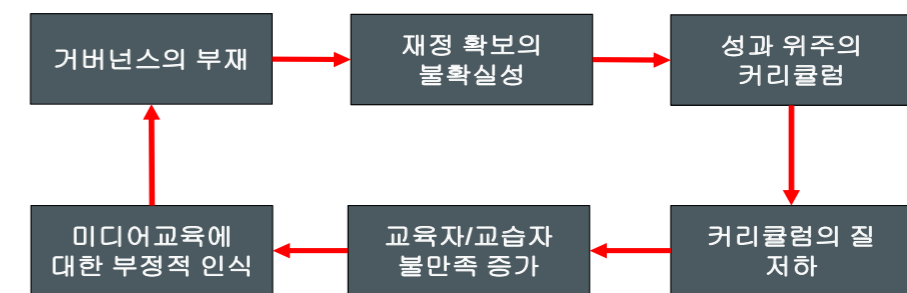 거버넌스의 부재
재정 확보의
불확실성
성과 위주의
커리큘럼
커리큘럼의 질
저하
교육자/교습자
불만족 증가
미디어교육에
대한 부정적 인식